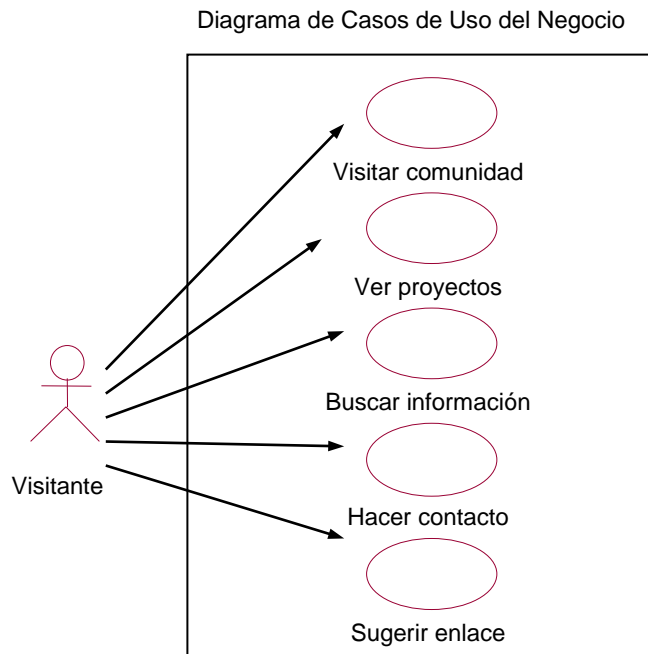 Diagrama de Casos de Uso del Negocio
Visitar comunidad
Ver proyectos
Buscar información
Visitante
Hacer contacto
Sugerir enlace